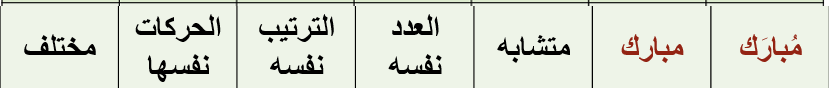 مُبارَك
مبارك
متشابه
العدد
نفسه
الترتيب
نفسه
الحركات
نفسها
مختلف